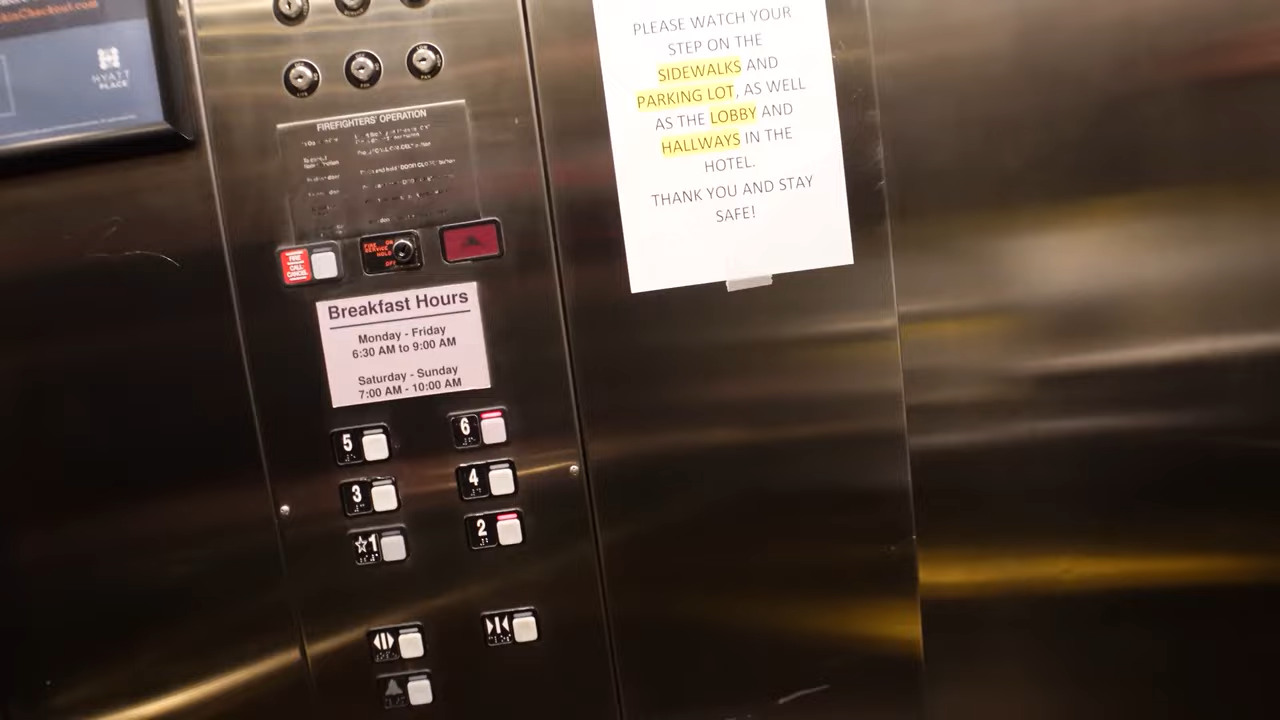 inCheckout.com
HYATT
PLACE
FIREFIGHTERS' OPERATION
FIRE
CALL
CANCEL
FIRE
SERVICE
HOLD
ON
OFF
Breakfast Hours
Monday - Friday
6:30 AM to 9:00 AM
Saturday - Sunday
7:00 AM - 10:00 AM
5
6
3
4
☆1
2
PLEASE WATCH YOUR
STEP ON THE
SIDEWALKS AND
PARKING LOT, AS WELL
AS THE LOBBY AND
HALLWAYS IN THE
HOTEL.
THANK YOU AND STAY
SAFE!